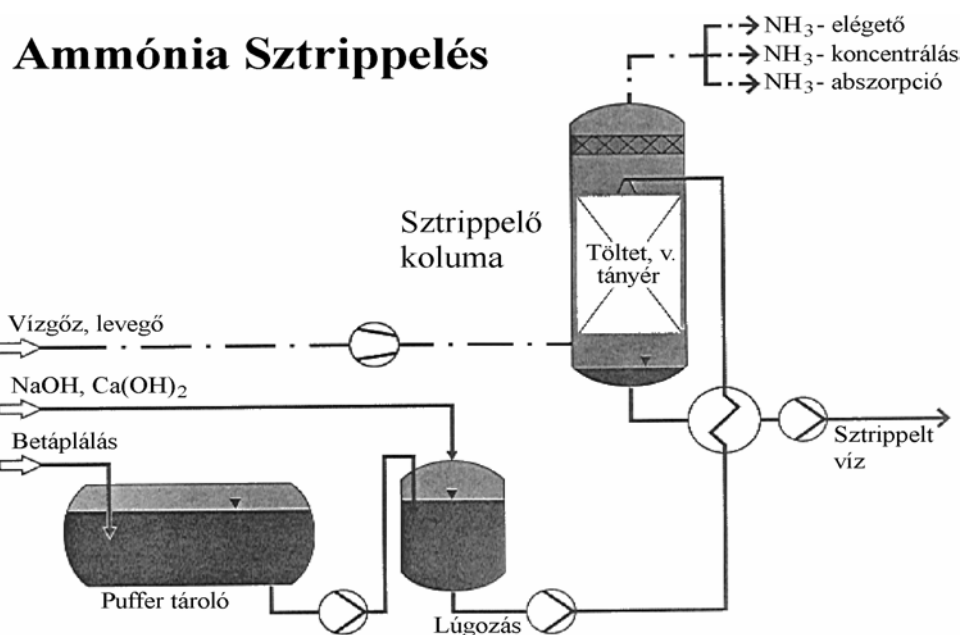 Ammónia Sztrippelés
NH3- elégető
NH3- koncentrálás
NH3- abszorpció
Sztrippelő
koluma
Töltet, v.
tányér
Vízgőz, levegő
NaOH, Ca(OH)2
Betáplálás
Sztrippelt
víz
Puffer tároló
Lúgozás